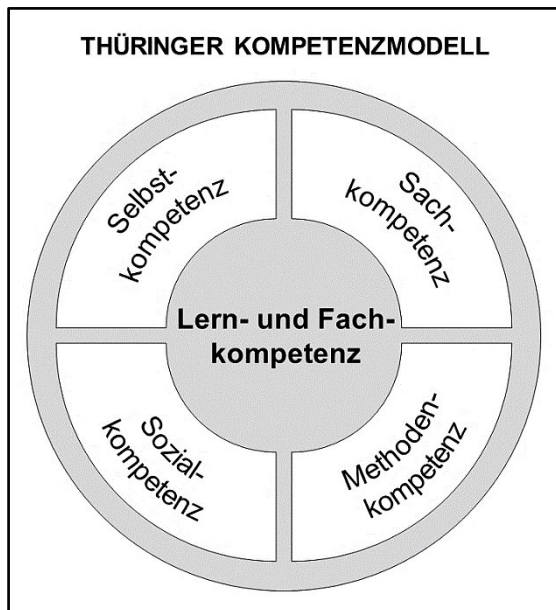 THÜRINGER KOMPETENZMODELL
Selbst-
kompetenz
Sach-
kompetenz
Lern- und Fach-
kompetenz
Sozial-
kompetenz
Methoden-
kompetenz